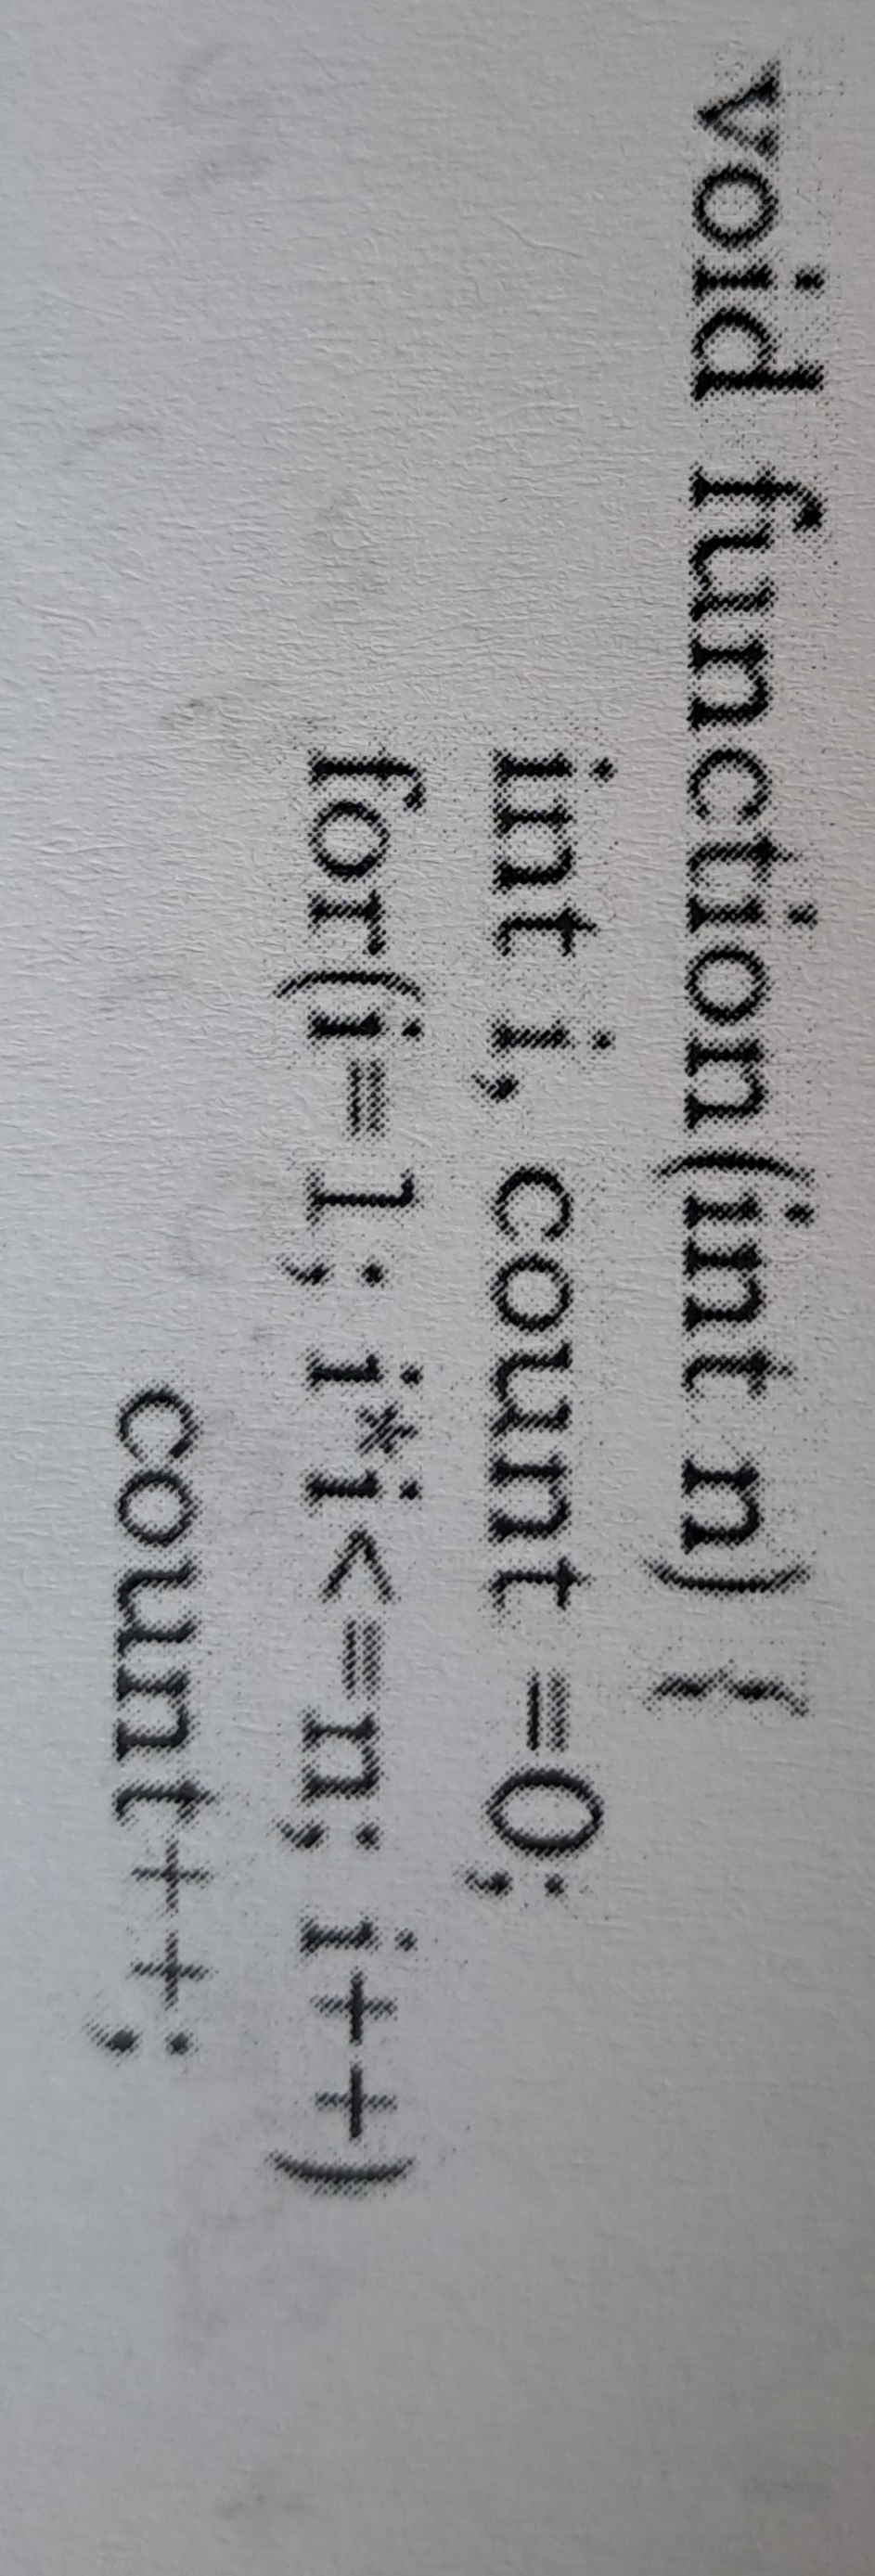 void function(int n) {
int i, count =0;
for(i=1; i*i<=n; i++)
count++;